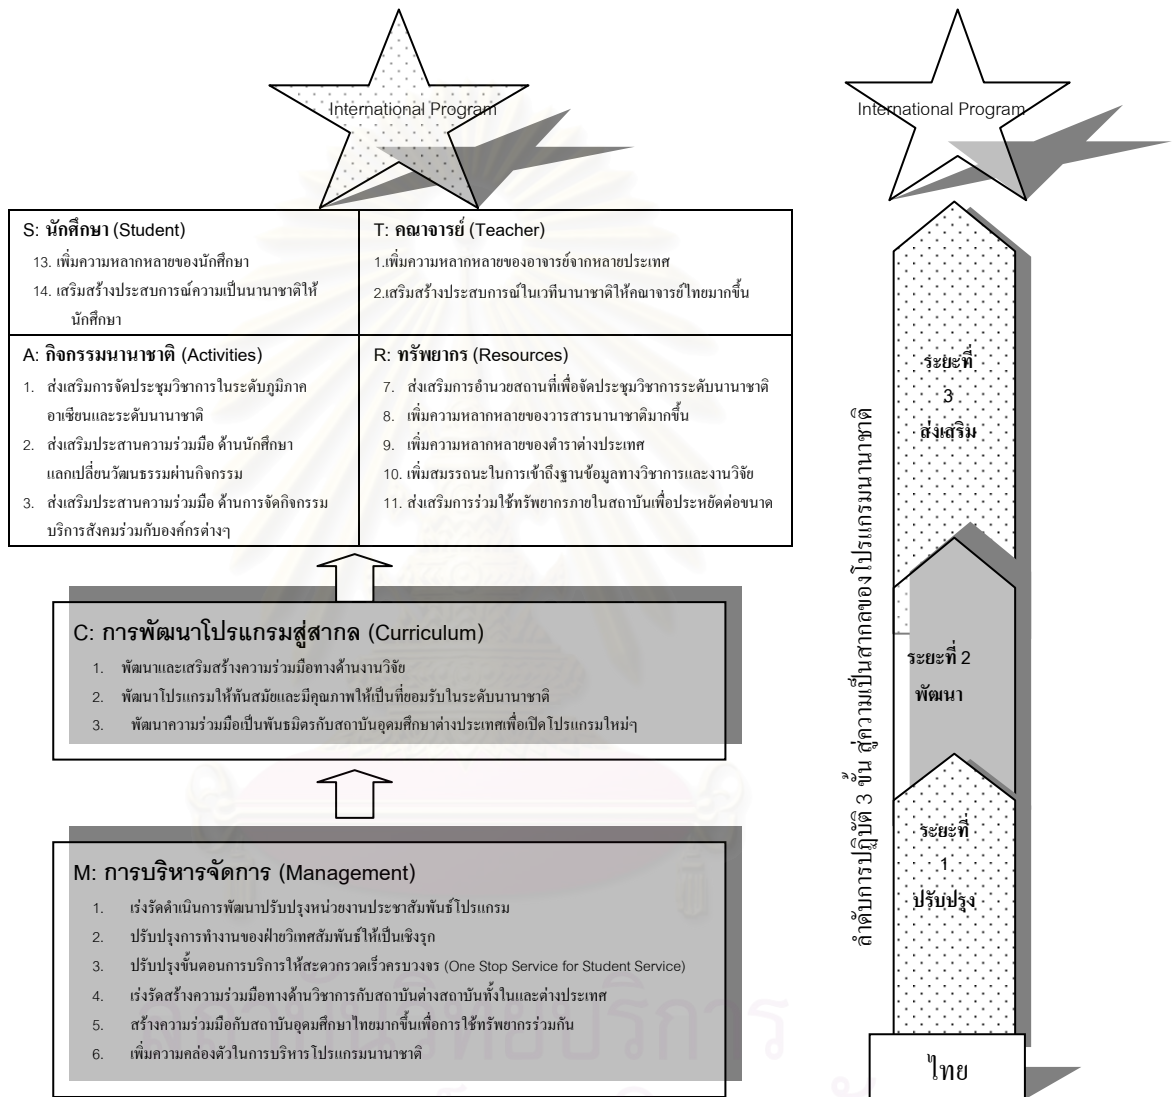 International Program
International Program
S: นักศึกษา (Student)
13. เพิ่มความหลากหลายของนักศึกษา
14. เสริมสร้างประสบการณ์ความเป็นนานาชาติให้
นักศึกษา
T: คณาจารย์ (Teacher)
1.เพิ่มความหลากหลายของอาจารย์จากหลายประเทศ
2.เสริมสร้างประสบการณ์ในเวทีนานาชาติให้คณาจารย์ไทยมากขึ้น
A: กิจกรรมนานาชาติ (Activities)
1. ส่งเสริมการจัดประชุมวิชาการในระดับภูมิภาค
อาเซียนและระดับนานาชาติ
2. ส่งเสริมประสานความร่วมมือ ด้านนักศึกษา
แลกเปลี่ยนวัฒนธรรมผ่านกิจกรรม
3. ส่งเสริมประสานความร่วมมือ ด้านการจัดกิจกรรม
บริการสังคมร่วมกับองค์กรต่างๆ
R: ทรัพยากร (Resources)
7. ส่งเสริมการอำนวยสถานที่เพื่อจัดประชุมวิชาการระดับนานาชาติ
8. เพิ่มความหลากหลายของวารสารนานาชาติมากขึ้น
9. เพิ่มความหลากหลายของตำราต่างประเทศ
10. เพิ่มสมรรถนะในการเข้าถึงฐานข้อมูลทางวิชาการและงานวิจัย
11. ส่งเสริมการร่วมใช้ทรัพยากรภายในสถาบันเพื่อประหยัดต่อขนาด
C: การพัฒนาโปรแกรมสู่สากล (Curriculum)
1. พัฒนาและเสริมสร้างความร่วมมือทางด้านงานวิจัย
2. พัฒนาโปรแกรมให้ทันสมัยและมีคุณภาพให้เป็นที่ยอมรับในระดับนานาชาติ
3. พัฒนาความร่วมมือเป็นพันธมิตรกับสถาบันอุดมศึกษาต่างประเทศเพื่อเปิดโปรแกรมใหม่ๆ
M: การบริหารจัดการ (Management)
1. เร่งรัดดำเนินการพัฒนาปรับปรุงหน่วยงานประชาสัมพันธ์โปรแกรม
2. ปรับปรุงการทำงานของฝ่ายวิเทศสัมพันธ์ให้เป็นเชิงรุก
3. ปรับปรุงขั้นตอนการบริการให้สะดวกรวดเร็วครบวงจร (One Stop Service for Student Service)
4. เร่งรัดสร้างความร่วมมือทางด้านวิชาการกับสถาบันต่างสถาบันทั้งในและต่างประเทศ
5. สร้างความร่วมมือกับสถาบันอุดมศึกษาไทยมากขึ้นเพื่อการใช้ทรัพยากรร่วมกัน
6. เพิ่มความคล่องตัวในการบริหารโปรแกรมนานาชาติ
ลำดับการปฏิบัติ 3 ขั้น สู่ความเป็นสากลของโปรแกรมนานาชาติ
ระยะที่
3
ส่งเสริม
ระยะที่ 2
พัฒนา
ระยะที่
1
ปรับปรุง
ไทย
สถาบันวิทยบริการ